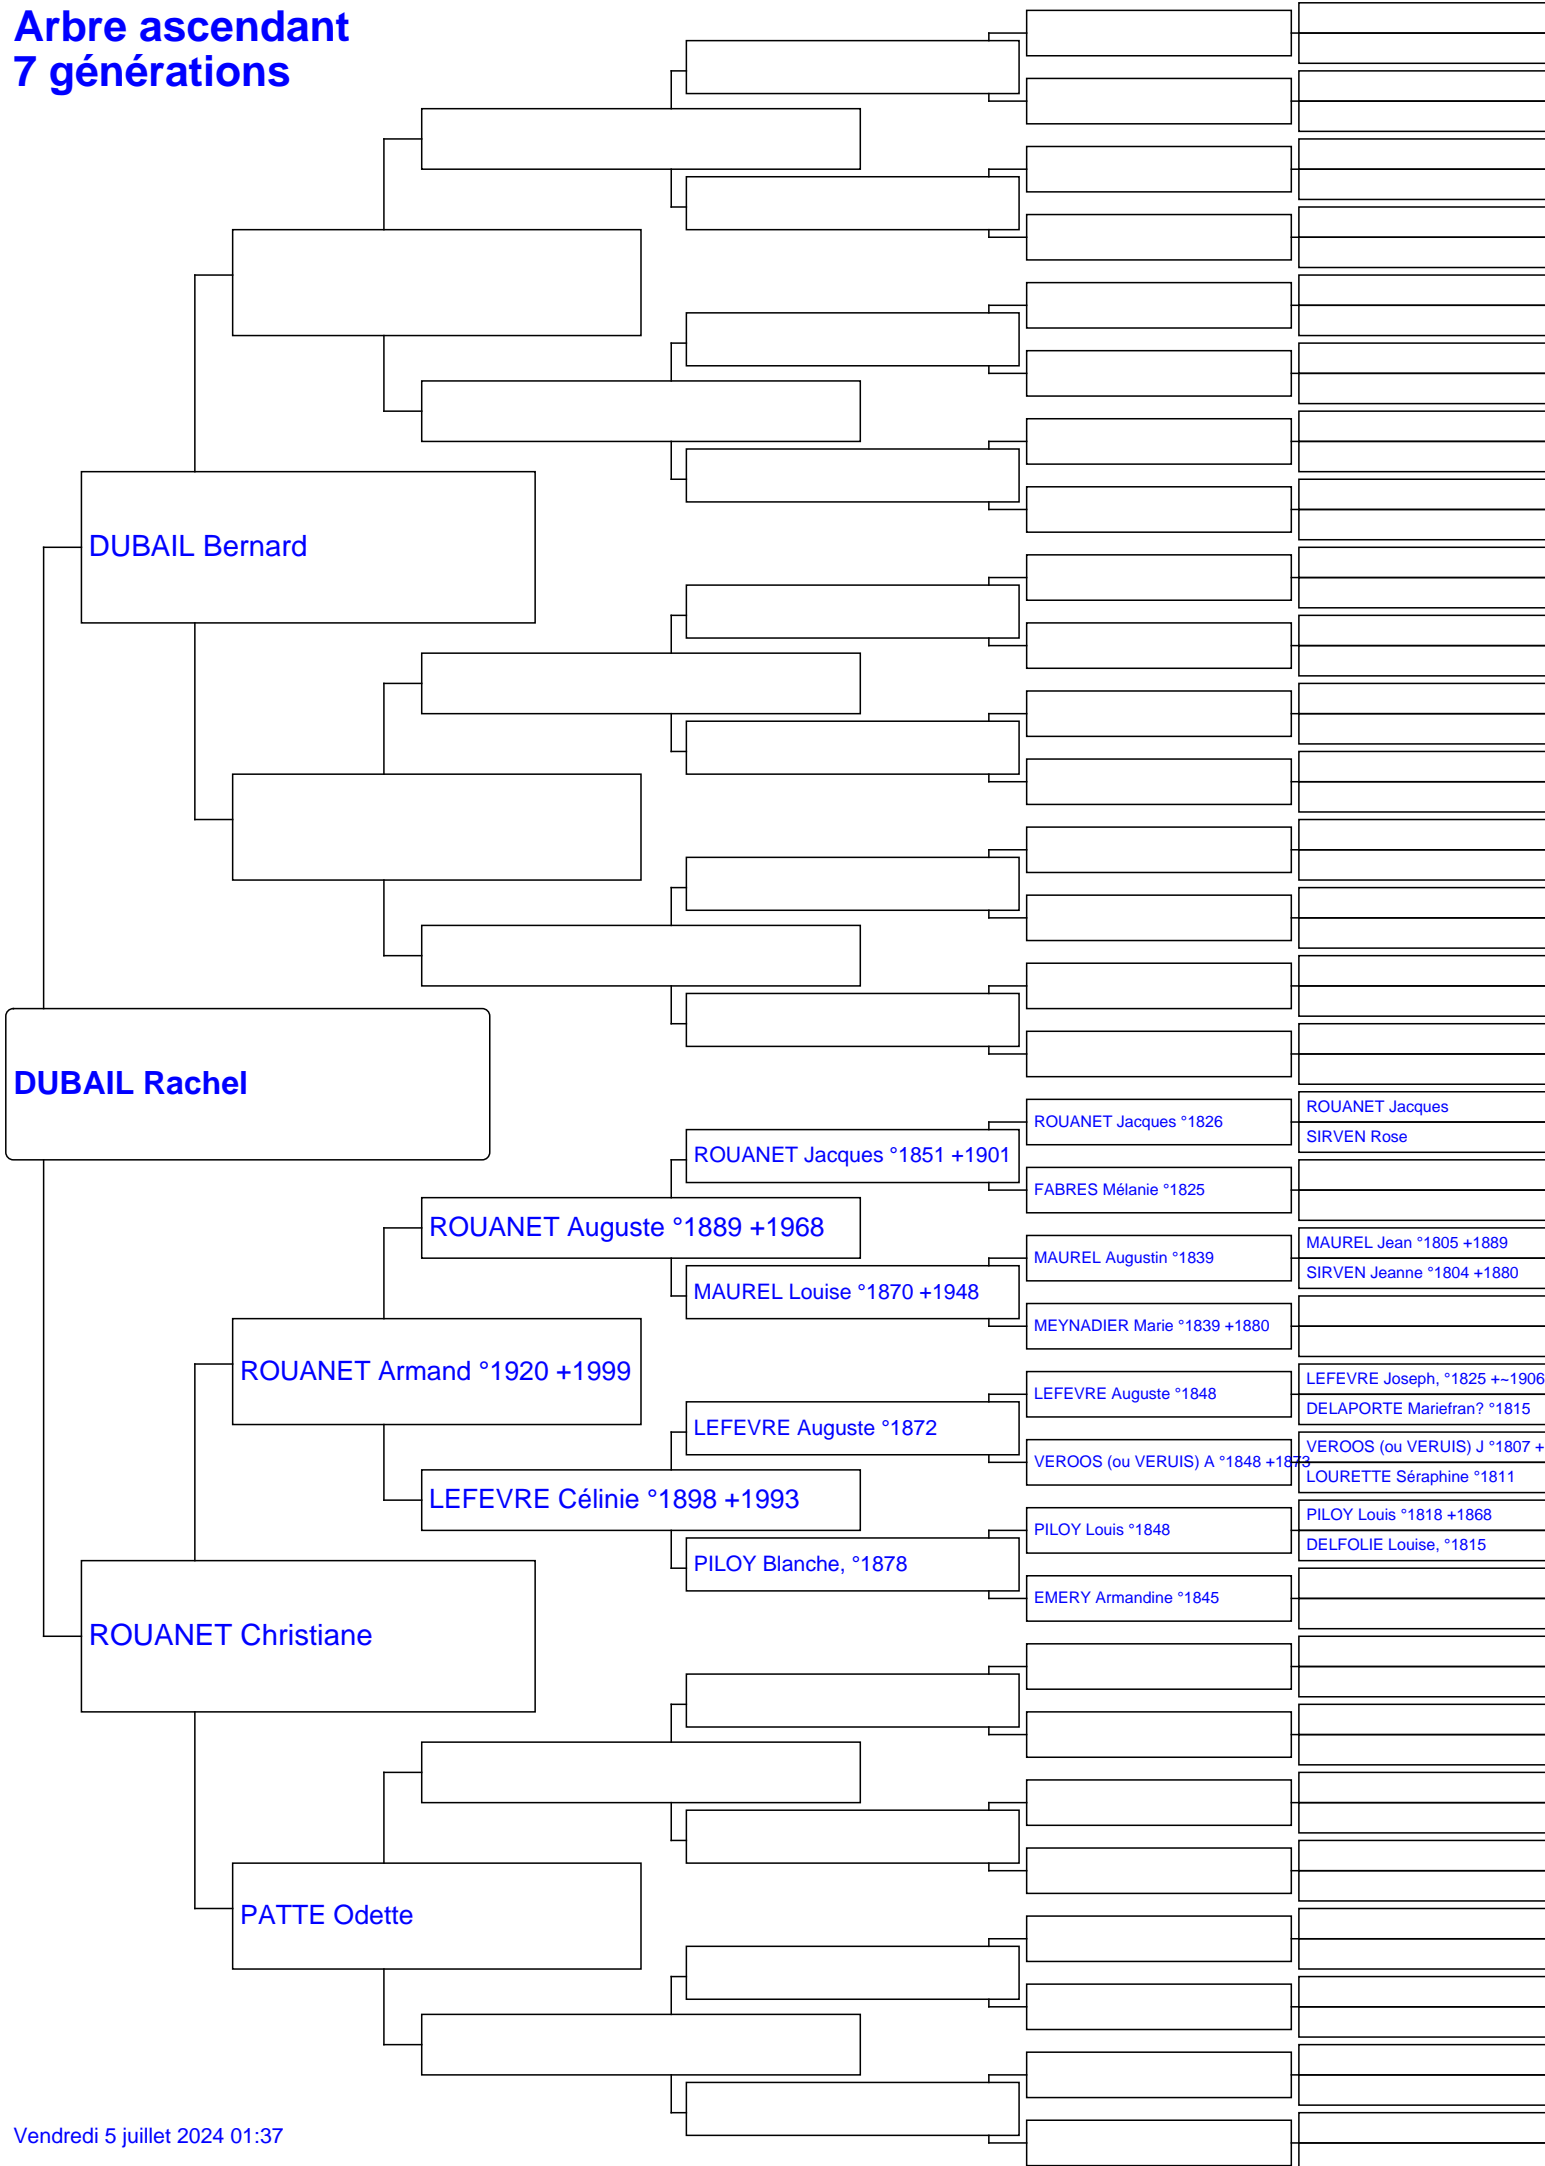 Arbre ascendant
7 générations
DUBAIL Bernard
DUBAIL Rachel
ROUANET Jacques °1826
ROUANET Jacques
SIRVEN Rose
ROUANET Jacques °1851 +1901
FABRES Mélanie °1825
ROUANET Auguste °1889 +1968
MAUREL Augustin °1839
MAUREL Jean °1805 +1889
SIRVEN Jeanne °1804 +1880
MAUREL Louise °1870 +1948
MEYNADIER Marie °1839 +1880
ROUANET Armand °1920 +1999
LEFEVRE Auguste °1848
LEFEVRE Joseph, °1825 +~1906
DELAPORTE Mariefran? °1815
LEFEVRE Auguste °1872
VEROOS (ou VERUIS) A °1848 +1873
VEROOS (ou VERUIS) J °1807 +
LOURETTE Séraphine °1811
LEFEVRE Célinie °1898 +1993
PILOY Louis °1848
PILOY Louis °1818 +1868
DELFOLIE Louise, °1815
PILOY Blanche, °1878
EMERY Armandine °1845
ROUANET Christiane
PATTE Odette
Vendredi 5 juillet 2024 01:37